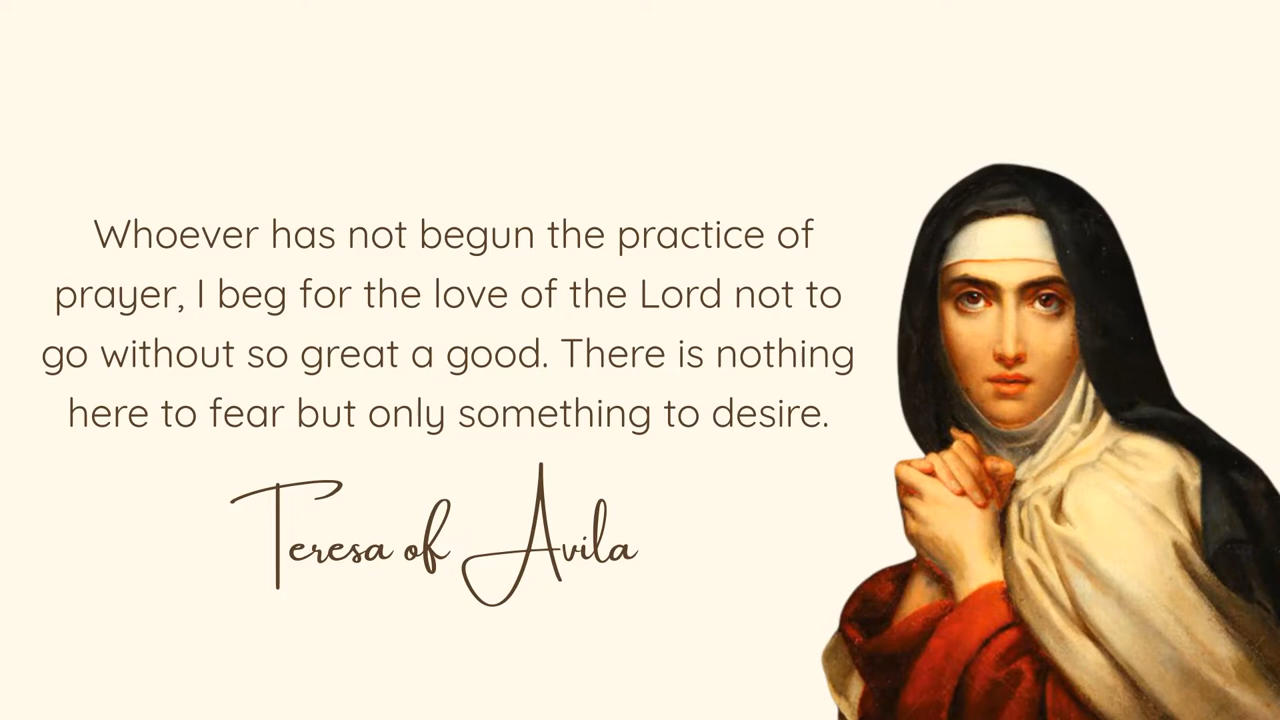 Whoever has not begun the practice of
prayer, I beg for the love of the Lord not to
go without so great a good. There is nothing
here to fear but only something to desire.
Teresa of Avila